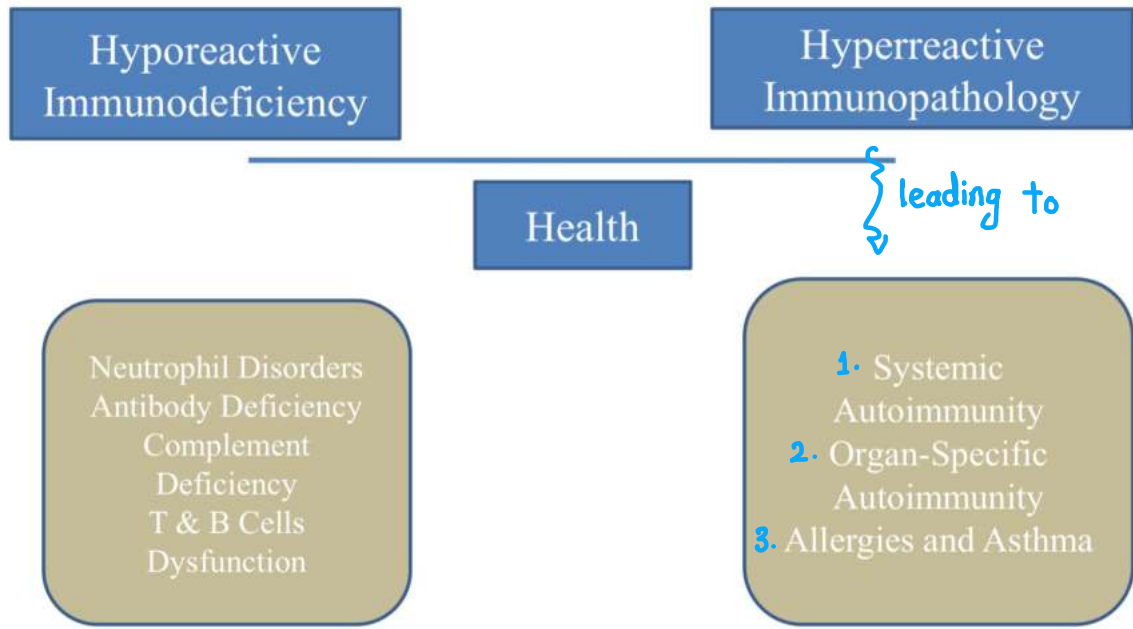 Hyporeactive
Immunodeficiency
Hyperreactive
Immunopathology
leading to
Health
Neutrophil Disorders
Antibody Deficiency
Complement
Deficiency
T & B Cells
Dysfunction
1. Systemic
Autoimmunity
2. Organ-Specific
Autoimmunity
3. Allergies and Asthma